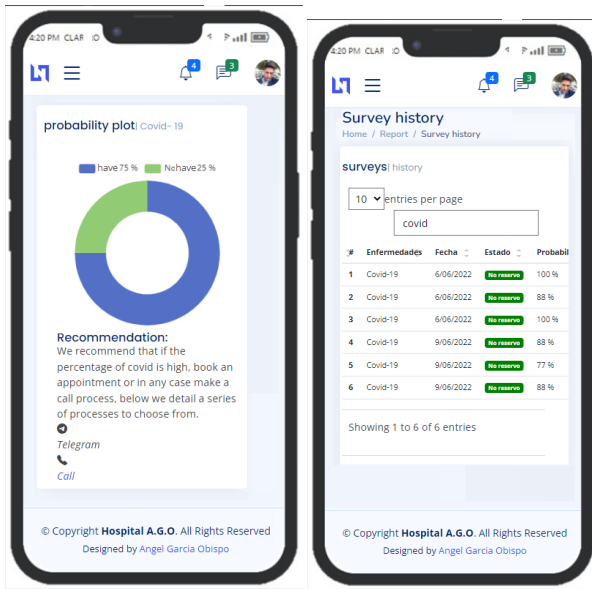 4:20 PM CLAR
4
3
probability plot| Covid- 19
have 75 %
No have 25 %
Recommendation:
We recommend that if the
percentage of covid is high, book an
appointment or in any case make a
call process, below we detail a series
of processes to choose from.
Telegram
Call
© Copyright Hospital A.G.O. All Rights Reserved
Designed by Angel Garcia Obispo
4:20 PM CLAR
4
3
Survey history
Home / Report / Survey history
surveys| history
10 entries per page
covid
# Enfermedades Fecha Estado Probabil
1 Covid-19 6/06/2022 No reservo 100 %
2 Covid-19 6/06/2022 No reservo 88 %
3 Covid-19 6/06/2022 No reservo 100 %
4 Covid-19 9/06/2022 No reservo 88 %
5 Covid-19 9/06/2022 No reservo 77 %
6 Covid-19 9/06/2022 No reservo 88 %
Showing 1 to 6 of 6 entries
© Copyright Hospital A.G.O. All Rights Reserved
Designed by Angel Garcia Obispo